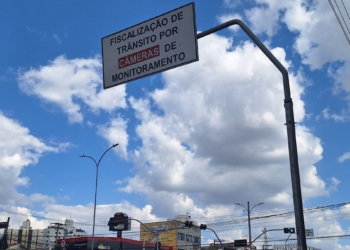 FISCALIZAÇÃO DE
TRÂNSITO POR
CÂMERAS DE
MONITORAMENTO